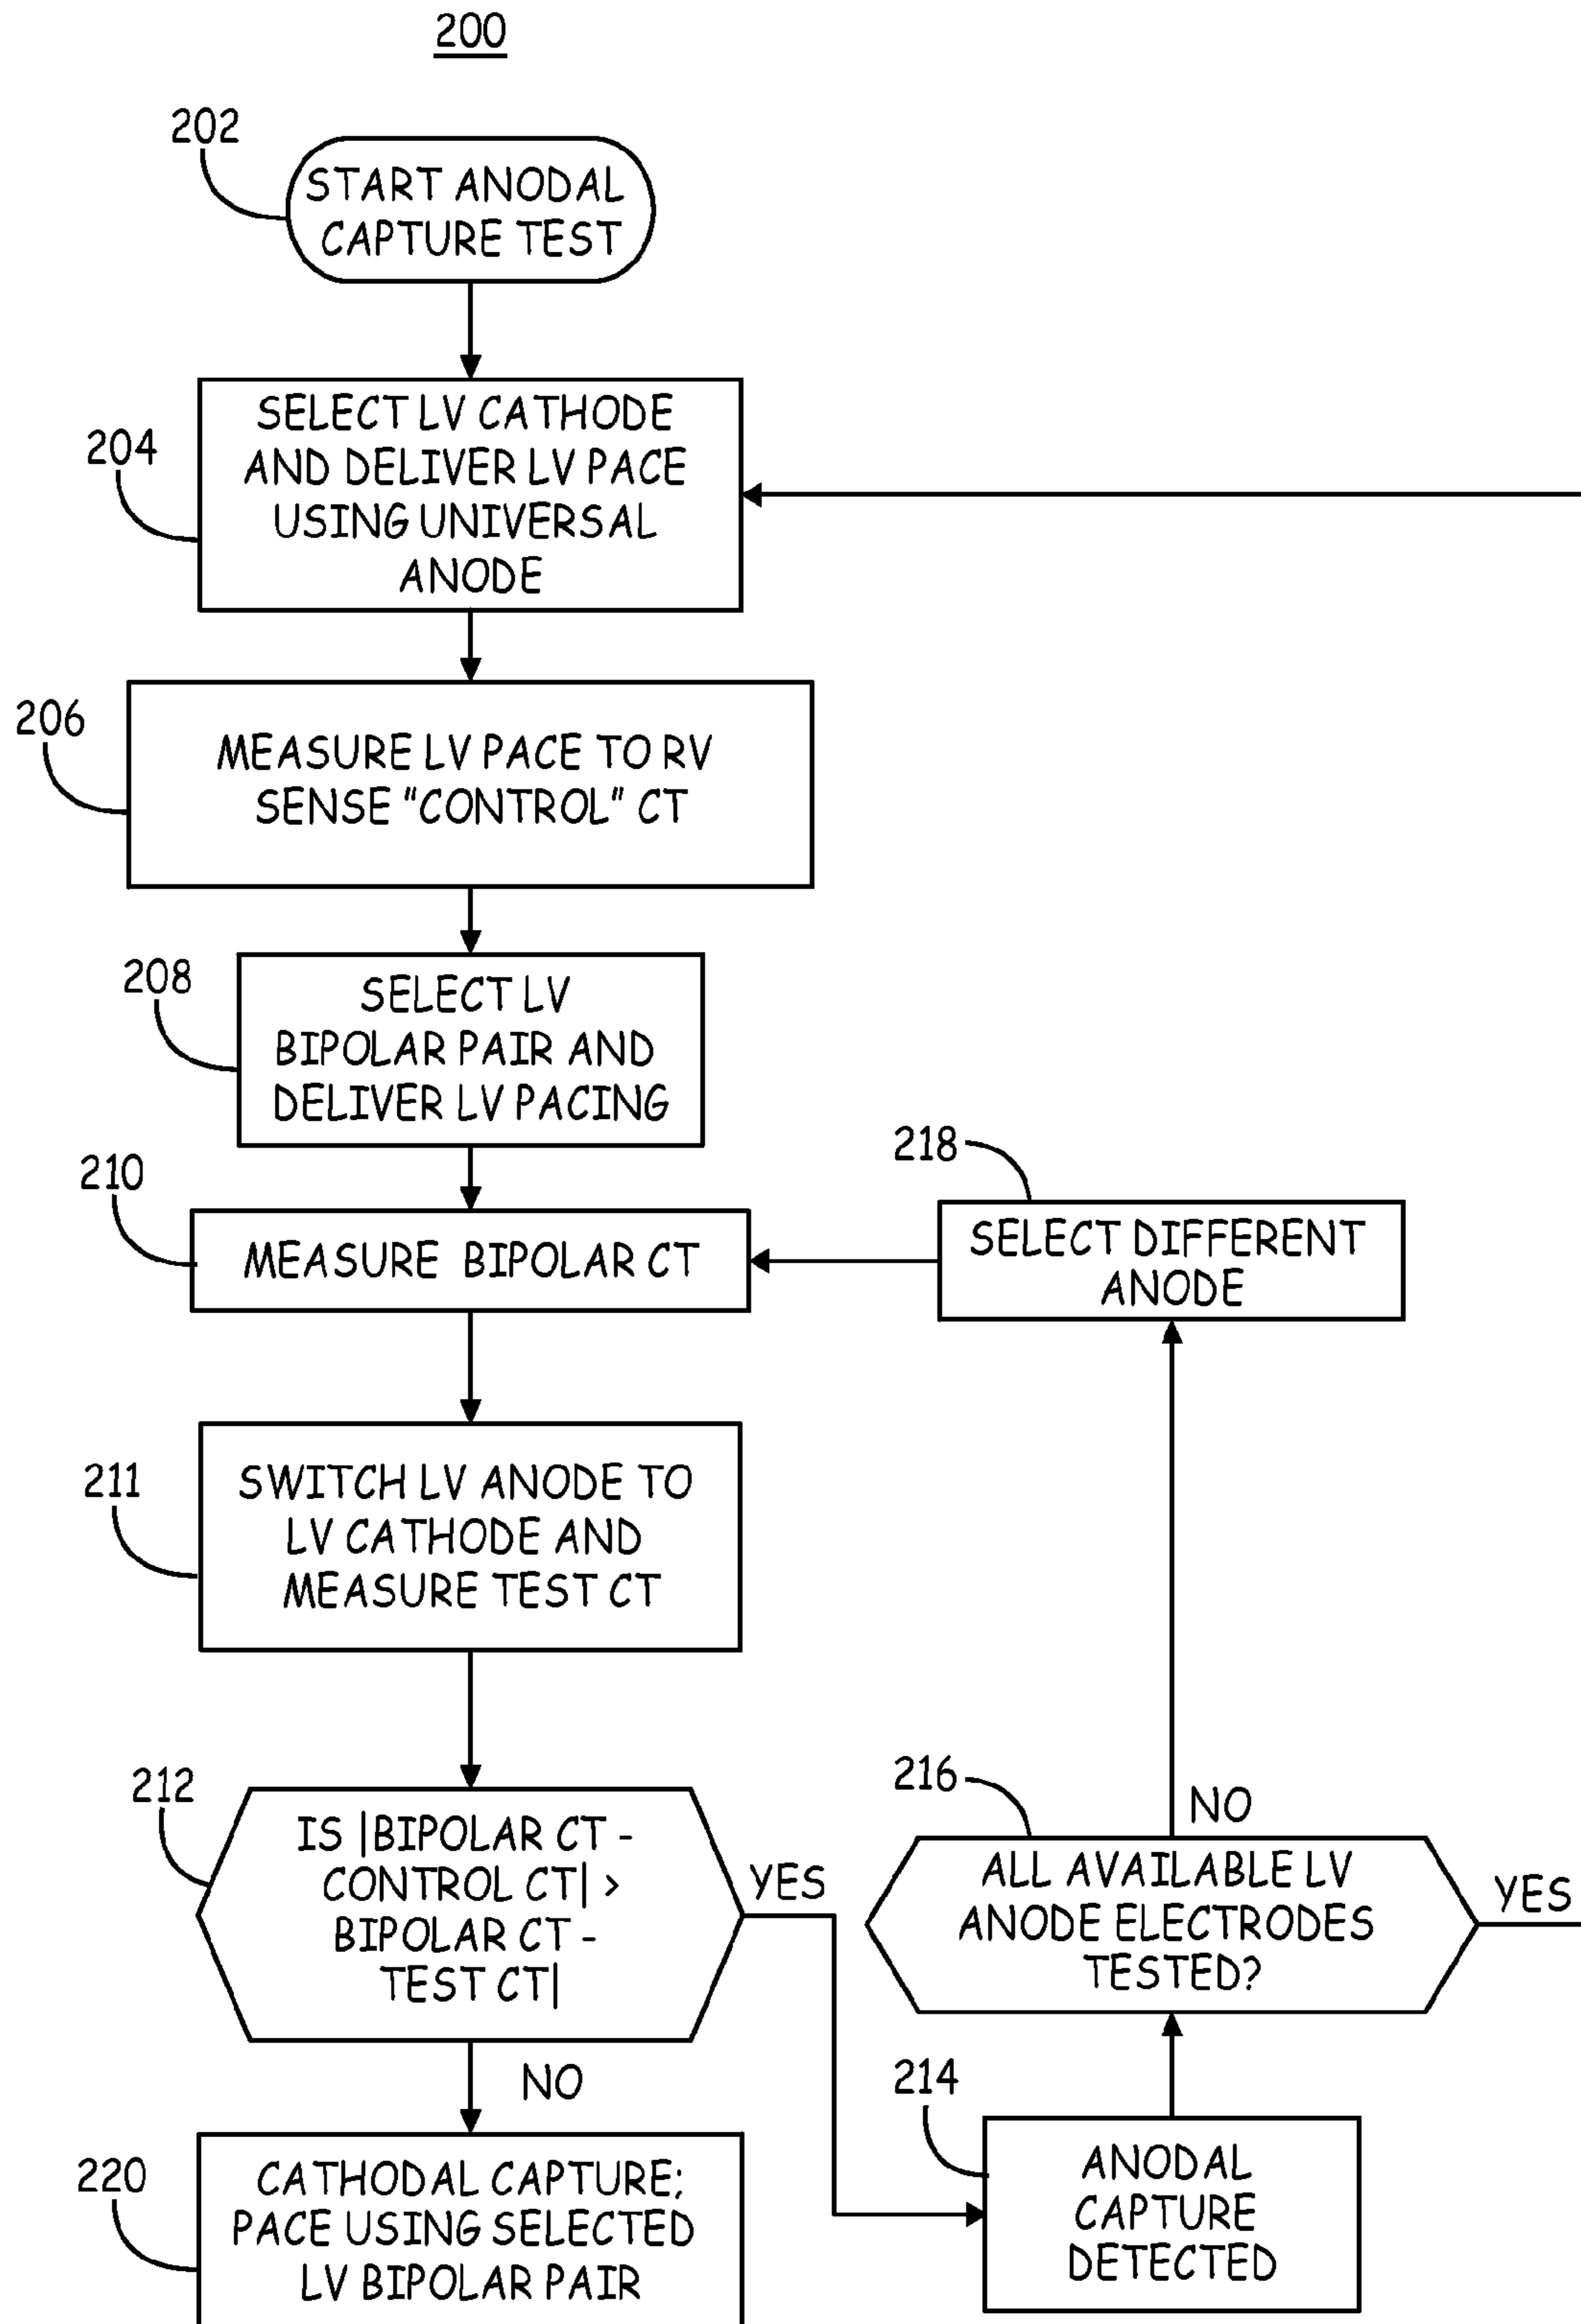 200
202
START ANODAL
CAPTURE TEST
204
SELECT LV CATHODE
AND DELIVER LV PACE
USING UNIVERSAL
ANODE
206
MEASURE LV PACE TO RV
SENSE "CONTROL" CT
208
SELECT LV
BIPOLAR PAIR AND
DELIVER LV PACING
210
MEASURE BIPOLAR CT
218
SELECT DIFFERENT
ANODE
211
SWITCH LV ANODE TO
LV CATHODE AND
MEASURE TEST CT
212
IS |BIPOLAR CT -
CONTROL CT| >
BIPOLAR CT -
TEST CT|
YES
NO
216
NO
ALL AVAILABLE LV
ANODE ELECTRODES
TESTED?
YES
214
ANODAL
CAPTURE
DETECTED
220
CATHODAL CAPTURE;
PACE USING SELECTED
LV BIPOLAR PAIR